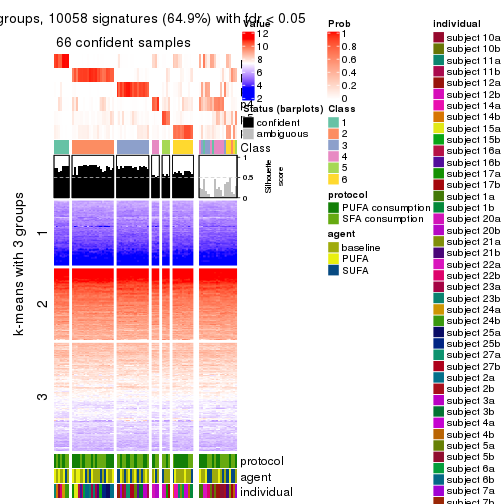 groups, 10058 signatures (64.9%) with fdr < 0.05
66 confident samples
k-means with 3 groups
1
2
3
p4
Class
1
0.5
0
Silhouette
score
protocol
agent
individual
Value
12
10
8
6
4
2
Status (barplots)
confident
ambiguous
Prob
1
0.8
0.6
0.4
0.2
0
Class
1
2
3
4
5
6
protocol
PUFA consumption
SFA consumption
agent
baseline
PUFA
SUFA
individual
subject 10a
subject 10b
subject 11a
subject 11b
subject 12a
subject 12b
subject 14a
subject 14b
subject 15a
subject 15b
subject 16a
subject 16b
subject 17a
subject 17b
subject 1a
subject 1b
subject 20a
subject 20b
subject 21a
subject 21b
subject 22a
subject 22b
subject 23a
subject 23b
subject 24a
subject 24b
subject 25a
subject 25b
subject 27a
subject 27b
subject 2a
subject 2b
subject 3a
subject 3b
subject 4a
subject 4b
subject 5a
subject 5b
subject 6a
subject 6b
subject 7a
subject 7b